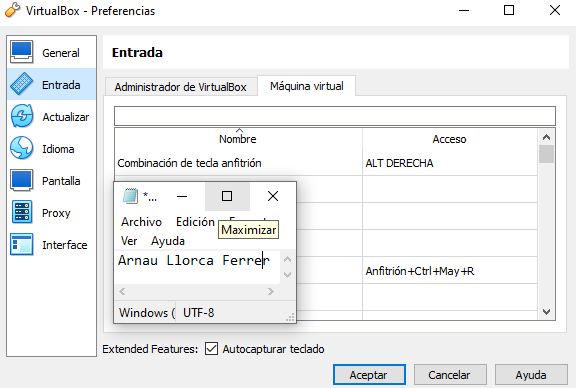 VirtualBox - Preferencias
General
Entrada
Actualizar
Idioma
Pantalla
Proxy
Interface
Entrada
Administrador de VirtualBox
Máquina virtual
Nombre
Acceso
Combinación de tecla anfitrión
ALT DERECHA
Anfitrión+Ctrl+May+R
*...
Archivo Edición
Maximizar
Ver Ayuda
Arnau Llorca Ferrer
Windows (
UTF-8
Extended Features:
Autocapturar teclado
Aceptar
Cancelar
Ayuda